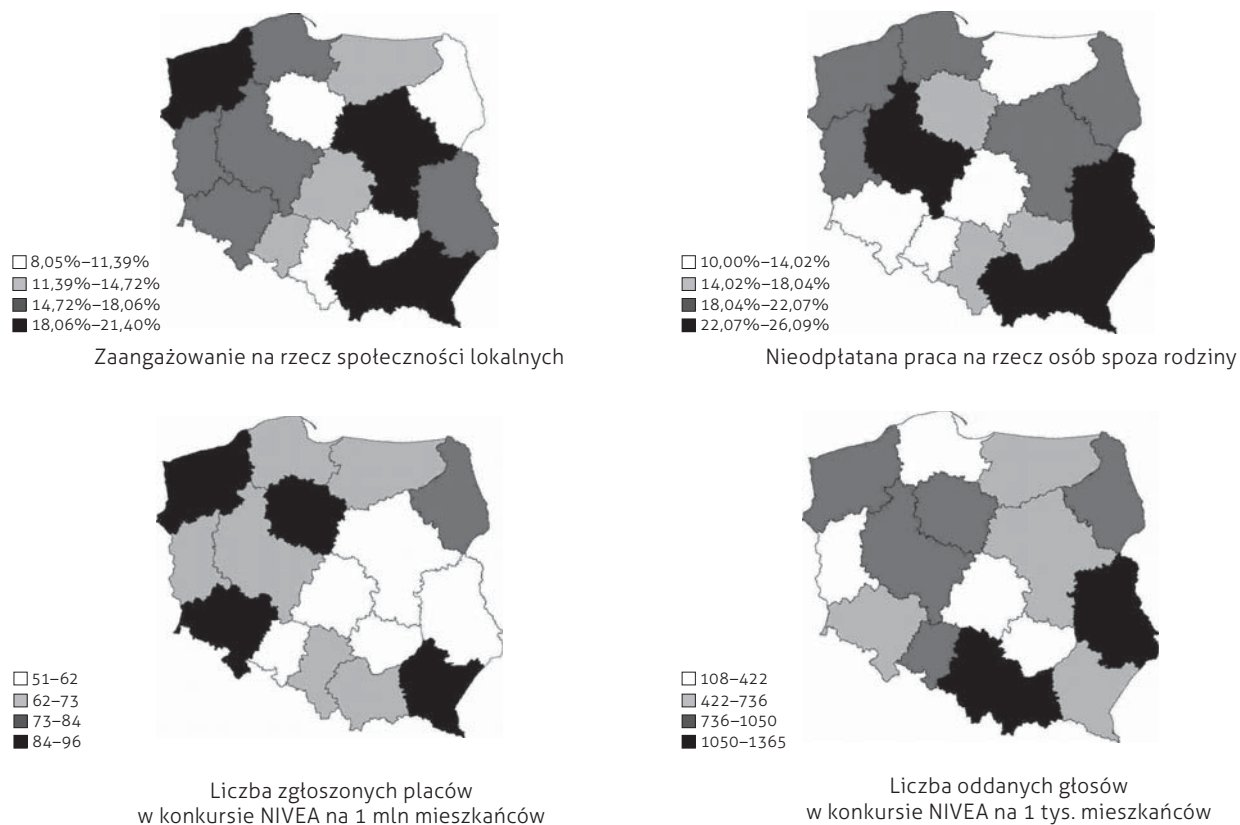 8,05%–11,39%
11,39%–14,72%
14,72%–18,06%
18,06%–21,40%
Zaangażowanie na rzecz społeczności lokalnych
10,00%–14,02%
14,02%–18,04%
18,04%–22,07%
22,07%–26,09%
Nieodpłatana praca na rzecz osób spoza rodziny
51–62
62–73
73–84
84–96
Liczba zgłoszonych placów
w konkursie NIVEA na 1 mln mieszkańców
108–422
422–736
736–1050
1050–1365
Liczba oddanych głosów
w konkursie NIVEA na 1 tys. mieszkańców